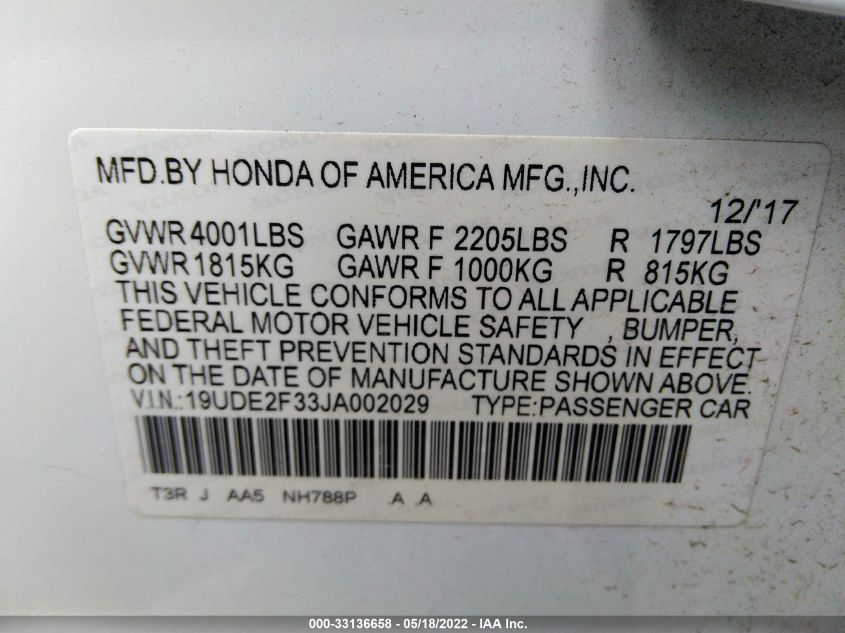 MFD.BY HONDA OF AMERICA MFG.,INC.
12/'17
GVWR 4001LBS GAWR F 2205LBS R 1797LBS
GVWR 1815KG GAWR F 1000KG R 815KG
THIS VEHICLE CONFORMS TO ALL APPLICABLE
FEDERAL MOTOR VEHICLE SAFETY , BUMPER,
AND THEFT PREVENTION STANDARDS IN EFFECT
ON THE DATE OF MANUFACTURE SHOWN ABOVE.
V.I.N.:19UDE2F33JA002029 TYPE:PASSENGER CAR
T3R J AA5 NH788P A A
000-33136658 - 05/18/2022 - IAA Inc.